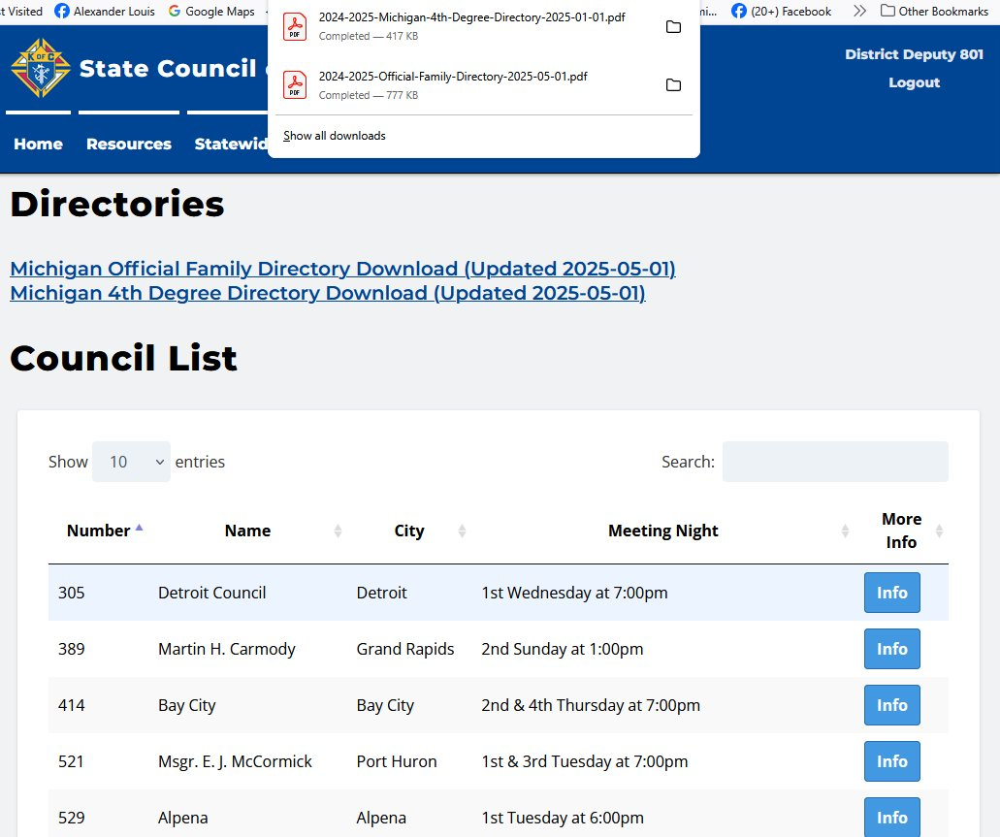 t Visited Alexander Louis Google Maps mi... (20+) Facebook Other Bookmarks
2024-2025-Michigan-4th-Degree-Directory-2025-01-01.pdf
Completed — 417 KB
2024-2025-Official-Family-Directory-2025-05-01.pdf
Completed — 777 KB
Show all downloads
K OF C
State Council
District Deputy 801
Logout
Home Resources Statewid
Directories
Michigan Official Family Directory Download (Updated 2025-05-01)
Michigan 4th Degree Directory Download (Updated 2025-05-01)
Council List
Show 10 entries Search:
Number Name City Meeting Night More Info
305 Detroit Council Detroit 1st Wednesday at 7:00pm Info
389 Martin H. Carmody Grand Rapids 2nd Sunday at 1:00pm Info
414 Bay City Bay City 2nd & 4th Thursday at 7:00pm Info
521 Msgr. E. J. McCormick Port Huron 1st & 3rd Tuesday at 7:00pm Info
529 Alpena Alpena 1st Tuesday at 6:00pm Info